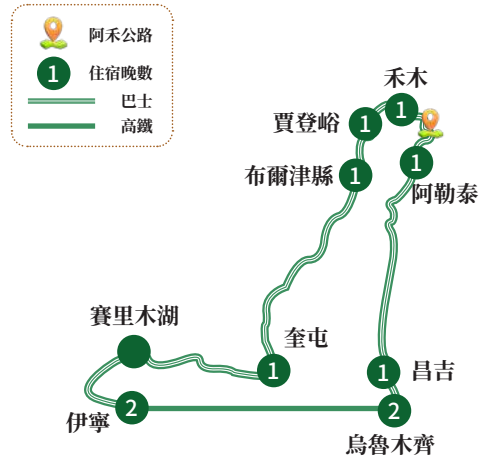 阿禾公路
1 住宿晚數
巴士
高鐵
禾木
1
賈登峪
1
布爾津縣
1
1
阿勒泰
賽里木湖
奎屯
1
1
昌吉
伊寧
2
2
烏魯木齊